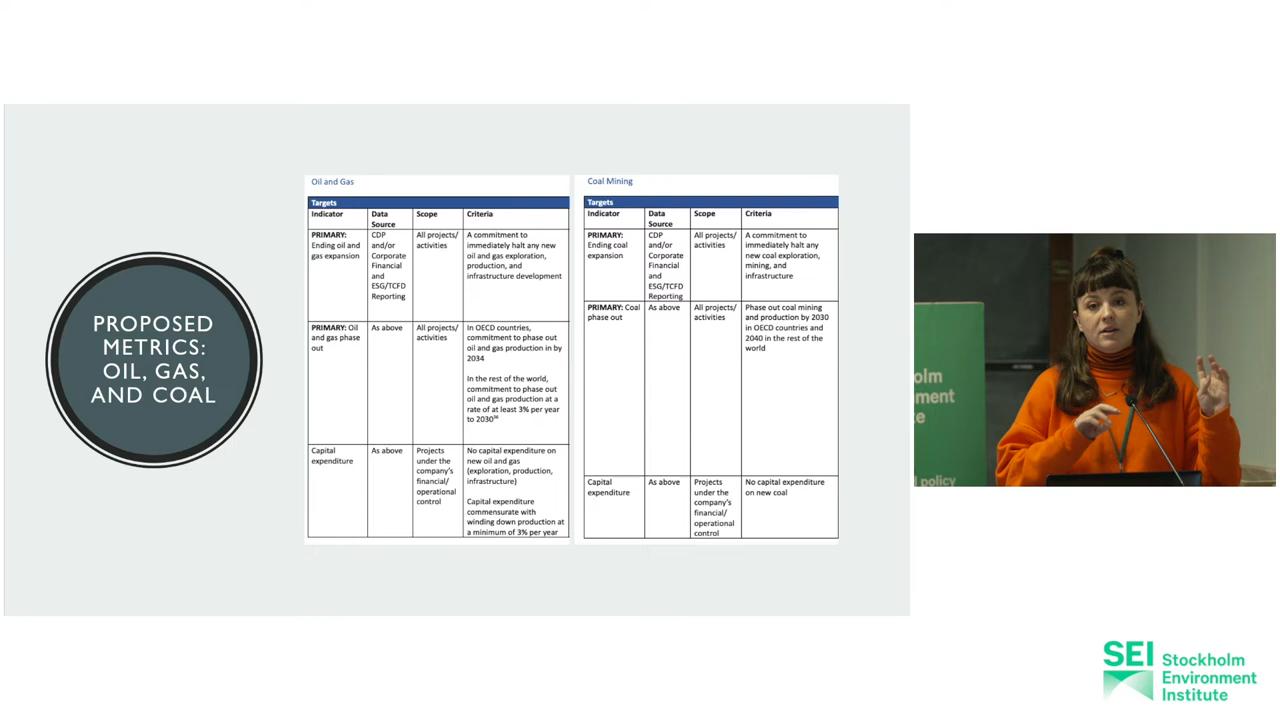 PROPOSED
METRICS:
OIL, GAS,
AND COAL
Oil and Gas
Targets
Indicator
Data
Source
Scope
Criteria
PRIMARY:
Ending oil and
gas expansion
CDP
and/or
Corporate
Financial
and
ESG/TCFD
Reporting
All projects/
activities
A commitment to
immediately halt any new
oil and gas exploration,
production, and
infrastructure development
PRIMARY: Oil
and gas phase
out
As above
All projects/
activities
In OECD countries,
commitment to phase out
oil and gas production in by
2034
In the rest of the world,
commitment to phase out
oil and gas production at a
rate of at least 3% per year
to 2030³⁶
Capital
expenditure
As above
Projects
under the
company's
financial/
operational
control
No capital expenditure on
new oil and gas
(exploration, production,
infrastructure)
Capital expenditure
commensurate with
winding down production at
a minimum of 3% per year
Coal Mining
Targets
Indicator
Data
Source
Scope
Criteria
PRIMARY:
Ending coal
expansion
CDP
and/or
Corporate
Financial
and
ESG/TCFD
Reporting
All projects/
activities
A commitment to
immediately halt any
new coal exploration,
mining, and
infrastructure
PRIMARY: Coal
phase out
As above
All projects/
activities
Phase out coal mining
and production by 2030
in OECD countries and
2040 in the rest of the
world
Capital
expenditure
As above
Projects
under the
company's
financial/
operational
control
No capital expenditure
on new coal
olm
ment
te
l policy
SEI Stockholm
Environment
Institute